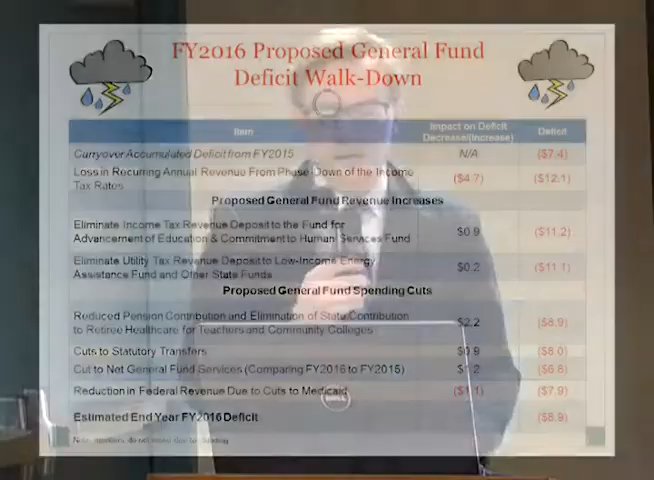 FY2016 Proposed General Fund
Deficit Walk-Down
Item
Impact on Deficit
Decrease/(Increase)
Deficit
Carryover Accumulated Deficit from FY2015 N/A ($7.4)
Loss in Recurring Annual Revenue From Phase-Down of the Income
Tax Rates ($4.7) ($12.1)
Proposed General Fund Revenue Increases
Eliminate Income Tax Revenue Deposit to the Fund for
Advancement of Education & Commitment to Human Services Fund $0.9 ($11.2)
Eliminate Utility Tax Revenue Deposit to Low-Income Energy
Assistance Fund and Other State Funds $0.2 ($11.1)
Proposed General Fund Spending Cuts
Reduced Pension Contribution and Elimination of State Contribution
to Retiree Healthcare for Teachers and Community Colleges $2.2 ($8.9)
Cuts to Statutory Transfers $0.9 ($8.0)
Cut to Net General Fund Services (Comparing FY2016 to FY2015) $1.2 ($6.8)
Reduction in Federal Revenue Due to Cuts to Medicaid ($1.1) ($7.9)
Estimated End Year FY2016 Deficit ($8.9)